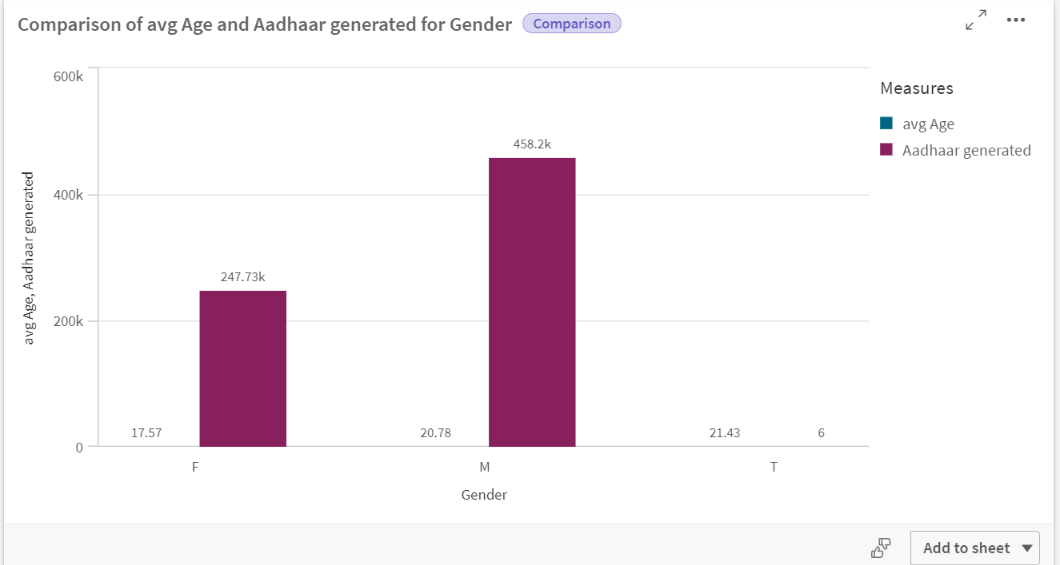 Comparison of avg Age and Aadhaar generated for Gender Comparison
600k
400k
200k
0
avg Age, Aadhaar generated
17.57
247.73k
20.78
458.2k
21.43
6
F
M
T
Gender
Measures
avg Age
Aadhaar generated
Add to sheet